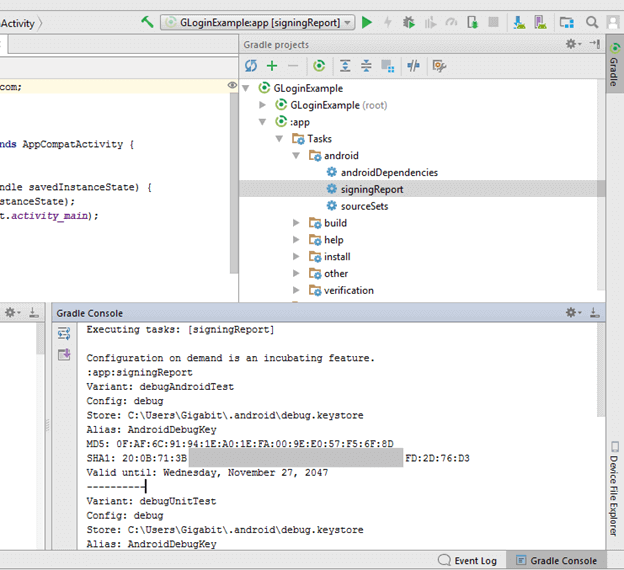 nActivity
GLoginExample:app [signingReport]
Gradle projects
com;
nds AppCompatActivity {
ndle savedInstanceState) {
stanceState);
t.activity_main);
GLoginExample
GLoginExample (root)
:app
Tasks
android
androidDependencies
signingReport
sourceSets
build
help
install
other
verification
Gradle
Gradle Console
Executing tasks: [signingReport]
Configuration on demand is an incubating feature.
:app:signingReport
Variant: debugAndroidTest
Config: debug
Store: C:\Users\Gigabit\.android\debug.keystore
Alias: AndroidDebugKey
MD5: 0F:AF:6C:91:94:1E:A0:1E:FA:00:9E:E0:57:F5:6F:8D
SHA1: 20:0B:71:3B FD:2D:76:D3
Valid until: Wednesday, November 27, 2047
----------
Variant: debugUnitTest
Config: debug
Store: C:\Users\Gigabit\.android\debug.keystore
Alias: AndroidDebugKey
Device File Explorer
Event Log
Gradle Console